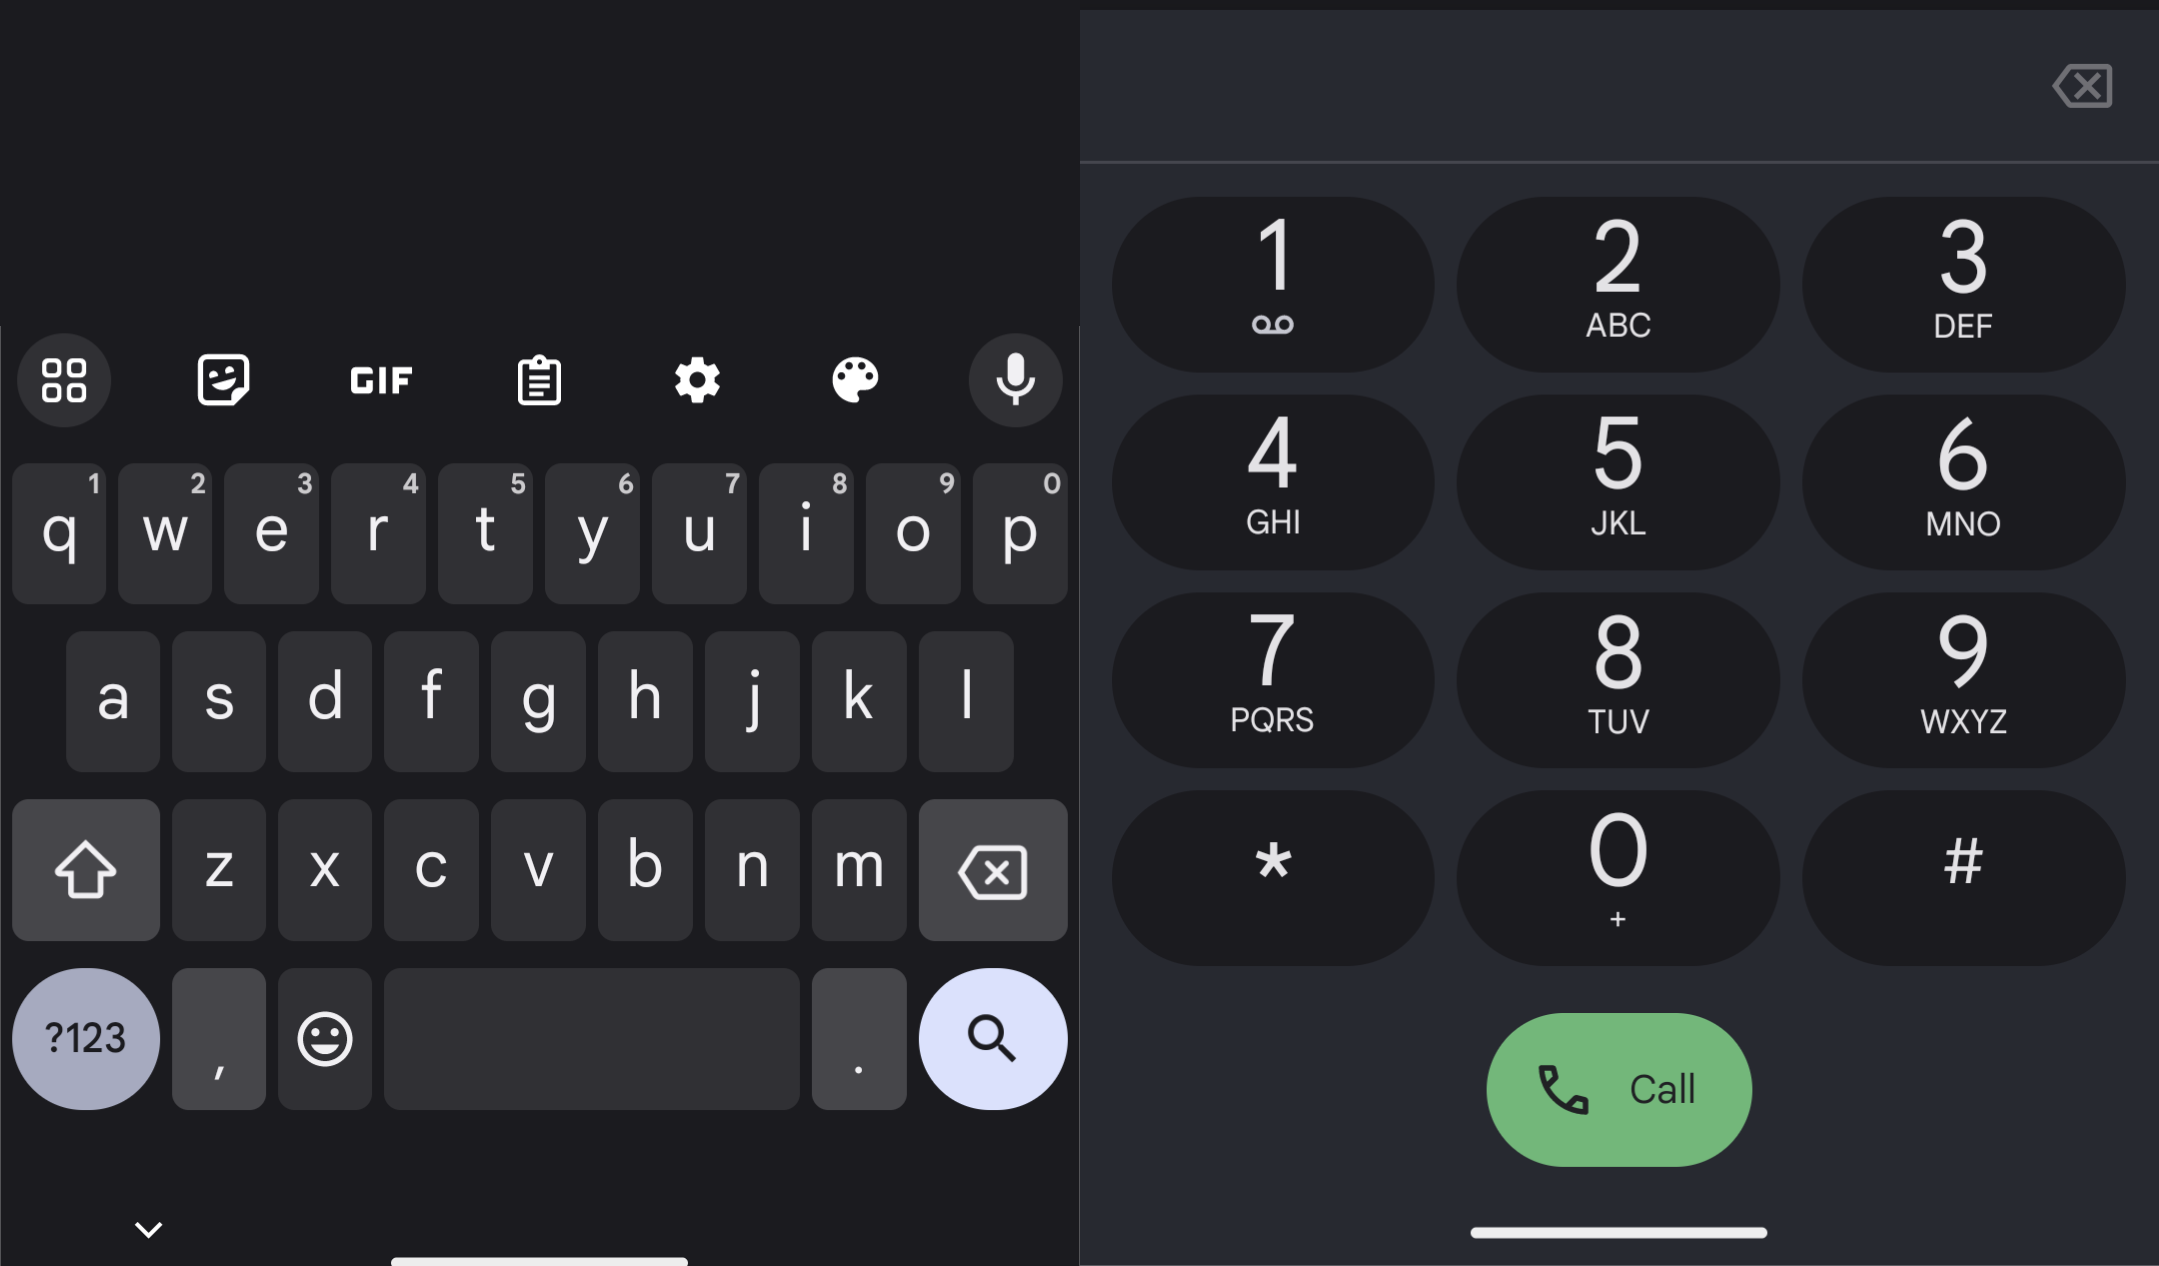 GIF
q 1 w 2 e 3 r 4 t 5 y 6 u 7 i 8 o 9 p 0
a s d f g h j k l
z x c v b n m
?123 , .
1 2 3
ABC DEF
4 5 6
GHI JKL MNO
7 8 9
PQRS TUV WXYZ
* 0 #
+
Call